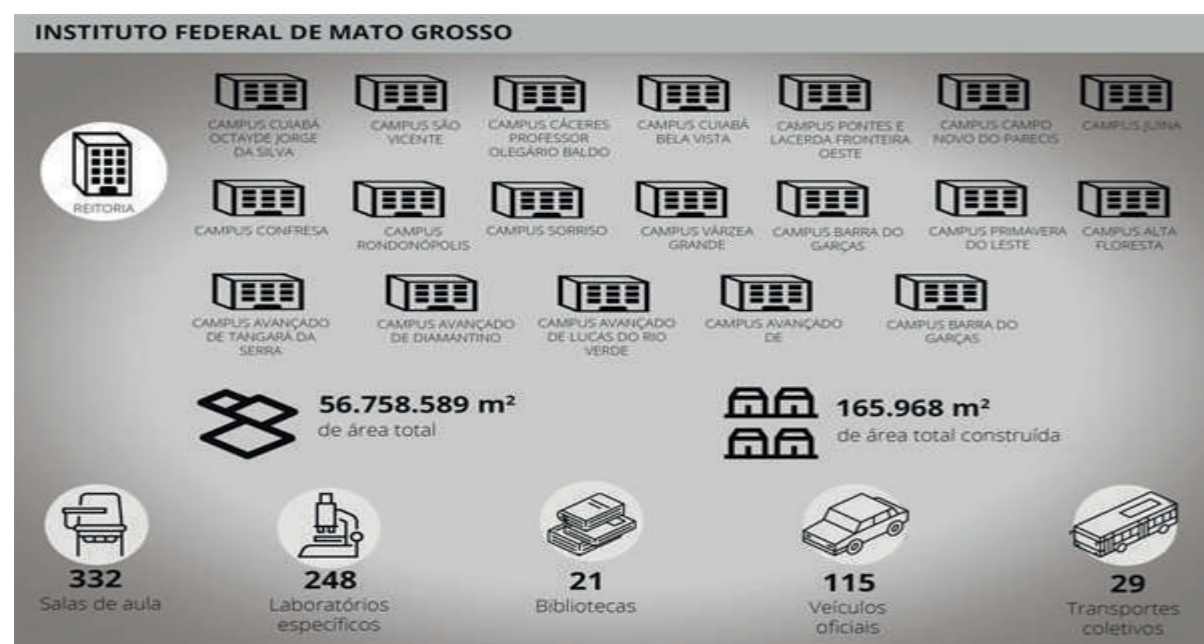 INSTITUTO FEDERAL DE MATO GROSSO
REITORIA
CAMPUS CUIABÁ
OCTAYDE JORGE
DA SILVA
CAMPUS SÃO
VICENTE
CAMPUS CÁCERES
PROFESSOR
OLEGÁRIO BALDO
CAMPUS CUIABÁ
BELA VISTA
CAMPUS PONTES E
LACERDA FRONTEIRA
OESTE
CAMPUS CAMPO
NOVO DO PARECIS
CAMPUS JUINA
CAMPUS CONFRESA
CAMPUS
RONDONÓPOLIS
CAMPUS SORRISO
CAMPUS VÁRZEA
GRANDE
CAMPUS BARRA DO
GARÇAS
CAMPUS PRIMAVERA
DO LESTE
CAMPUS ALTA
FLORESTA
CAMPUS AVANÇADO
DE TANGARÁ DA
SERRA
CAMPUS AVANÇADO
DE DIAMANTINO
CAMPUS AVANÇADO
DE LUCAS DO RIO
VERDE
CAMPUS AVANÇADO
DE
CAMPUS BARRA DO
GARÇAS
56.758.589 m²
de área total
165.968 m²
de área total construída
332
Salas de aula
248
Laboratórios
específicos
21
Bibliotecas
115
Veículos
oficiais
29
Transportes
coletivos